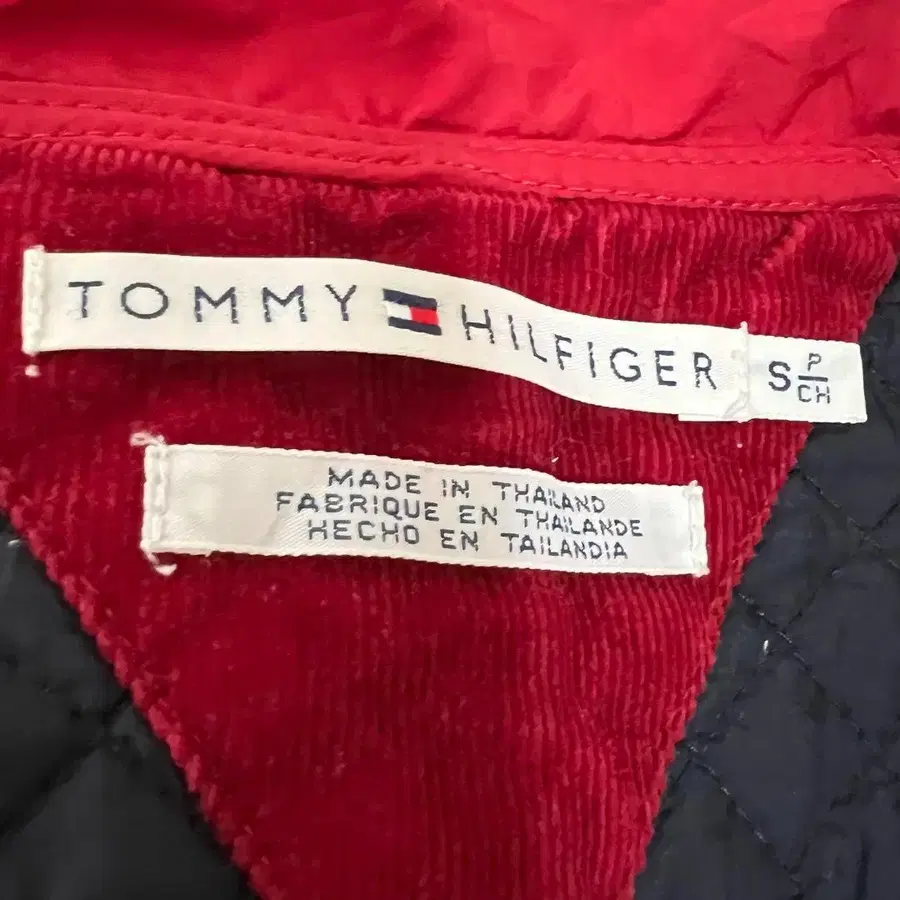 TOMMY HILFIGER
S P/CH
MADE IN THAILAND
FABRIQUE EN THAILANDE
HECHO EN TAILANDIA